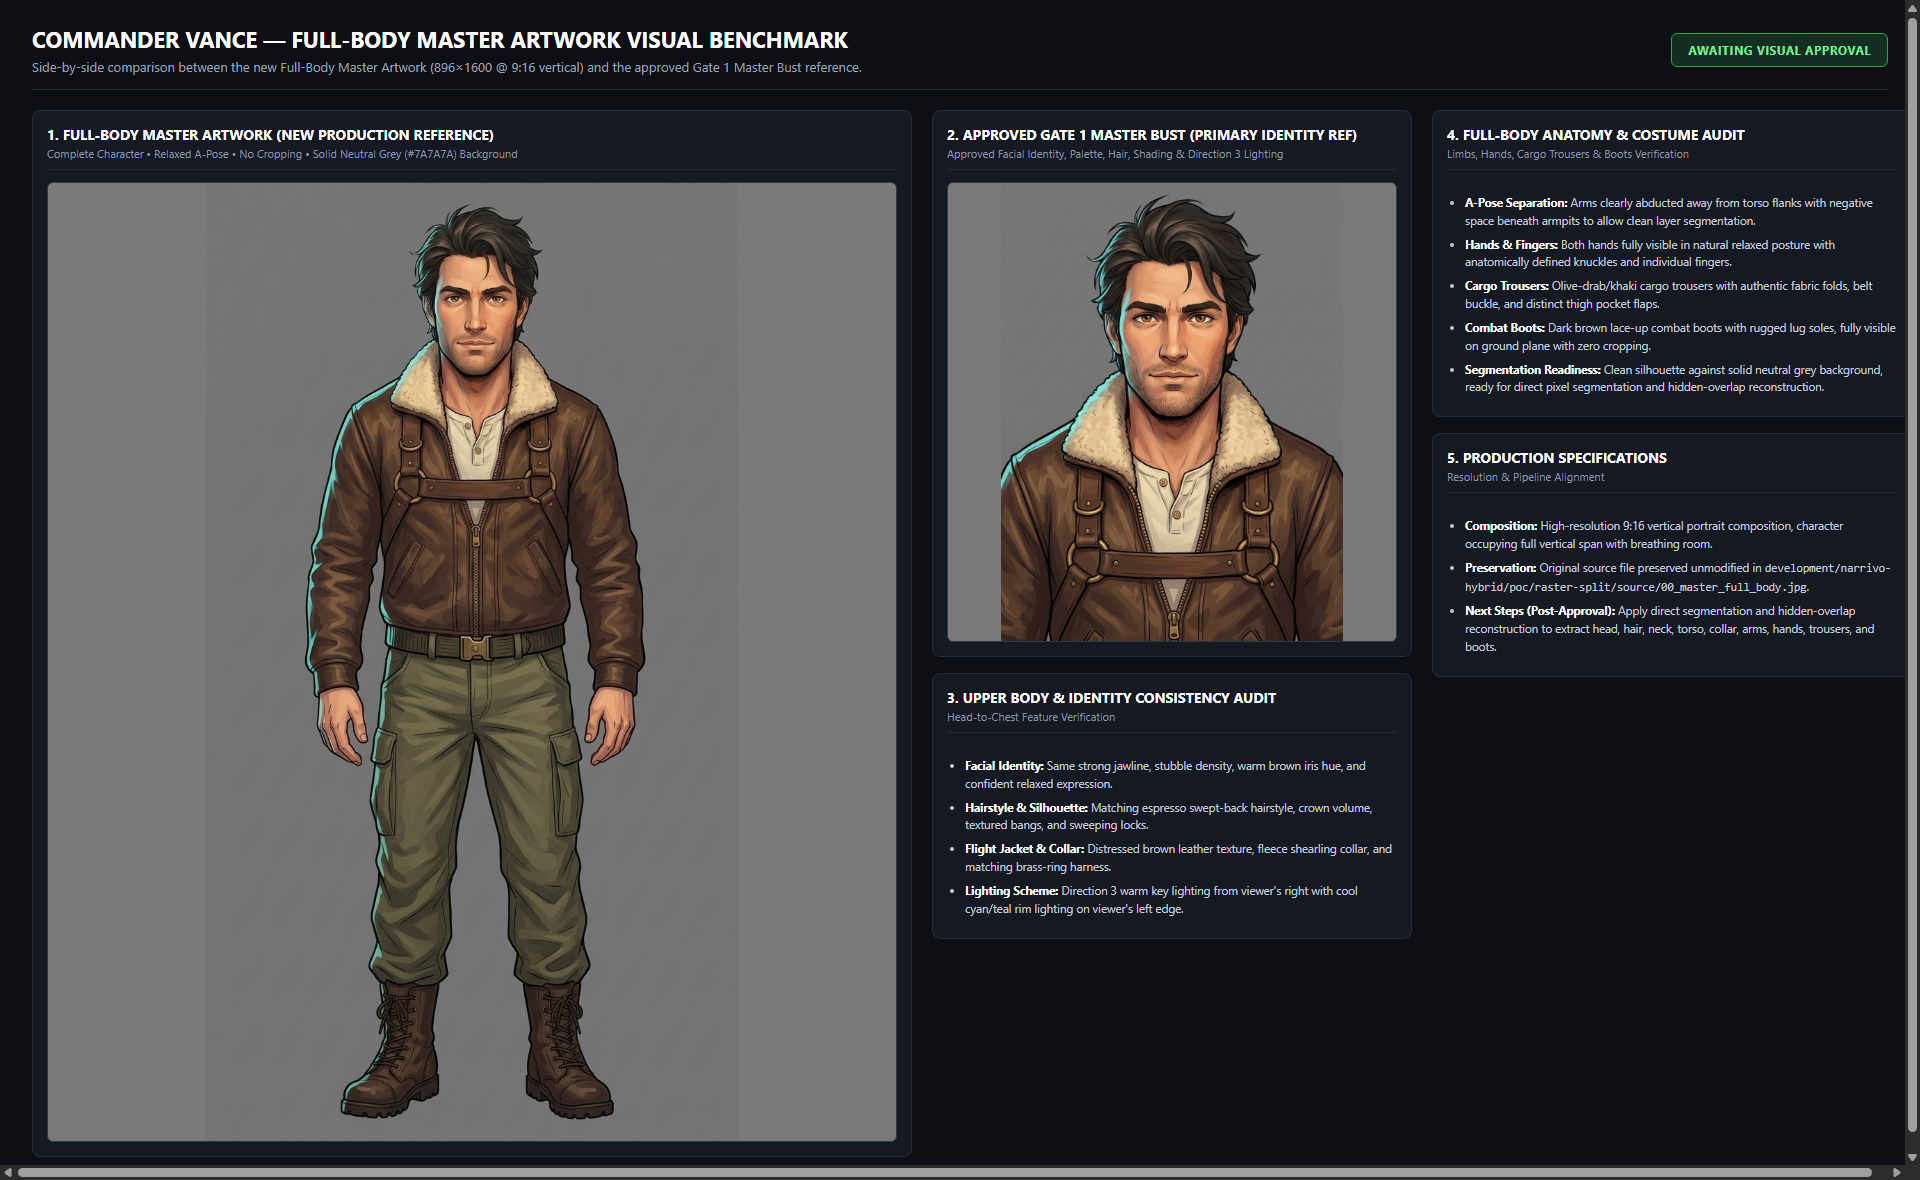 COMMANDER VANCE — FULL-BODY MASTER ARTWORK VISUAL BENCHMARK
Side-by-side comparison between the new Full-Body Master Artwork (896×1600 @ 9:16 vertical) and the approved Gate 1 Master Bust reference.
AWAITING VISUAL APPROVAL
1. FULL-BODY MASTER ARTWORK (NEW PRODUCTION REFERENCE)
Complete Character • Relaxed A-Pose • No Cropping • Solid Neutral Grey (#7A7A7A) Background
2. APPROVED GATE 1 MASTER BUST (PRIMARY IDENTITY REF)
Approved Facial Identity, Palette, Hair, Shading & Direction 3 Lighting
3. UPPER BODY & IDENTITY CONSISTENCY AUDIT
Head-to-Chest Feature Verification
• Facial Identity: Same strong jawline, stubble density, warm brown iris hue, and
confident relaxed expression.
• Hairstyle & Silhouette: Matching espresso swept-back hairstyle, crown volume,
textured bangs, and sweeping locks.
• Flight Jacket & Collar: Distressed brown leather texture, fleece shearling collar, and
matching brass-ring harness.
• Lighting Scheme: Direction 3 warm key lighting from viewer's right with cool
cyan/teal rim lighting on viewer's left edge.
4. FULL-BODY ANATOMY & COSTUME AUDIT
Limbs, Hands, Cargo Trousers & Boots Verification
• A-Pose Separation: Arms clearly abducted away from torso flanks with negative
space beneath armpits to allow clean layer segmentation.
• Hands & Fingers: Both hands fully visible in natural relaxed posture with
anatomically defined knuckles and individual fingers.
• Cargo Trousers: Olive-drab/khaki cargo trousers with authentic fabric folds, belt
buckle, and distinct thigh pocket flaps.
• Combat Boots: Dark brown lace-up combat boots with rugged lug soles, fully visible
on ground plane with zero cropping.
• Segmentation Readiness: Clean silhouette against solid neutral grey background,
ready for direct pixel segmentation and hidden-overlap reconstruction.
5. PRODUCTION SPECIFICATIONS
Resolution & Pipeline Alignment
• Composition: High-resolution 9:16 vertical portrait composition, character
occupying full vertical span with breathing room.
• Preservation: Original source file preserved unmodified in development/narrivo-
hybrid/poc/raster-split/source/00_master_full_body.jpg.
• Next Steps (Post-Approval): Apply direct segmentation and hidden-overlap
reconstruction to extract head, hair, neck, torso, collar, arms, hands, trousers, and
boots.